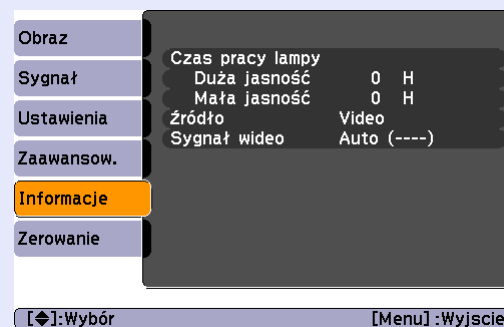 Obraz
Sygnał
Ustawienia
Zaawansow.
Informacje
Zerowanie
Czas pracy lampy
Duża jasność 0 H
Mała jasność 0 H
Źródło Video
Sygnał wideo Auto (----)
[◆]:Wybór [Menu] :Wyjscie